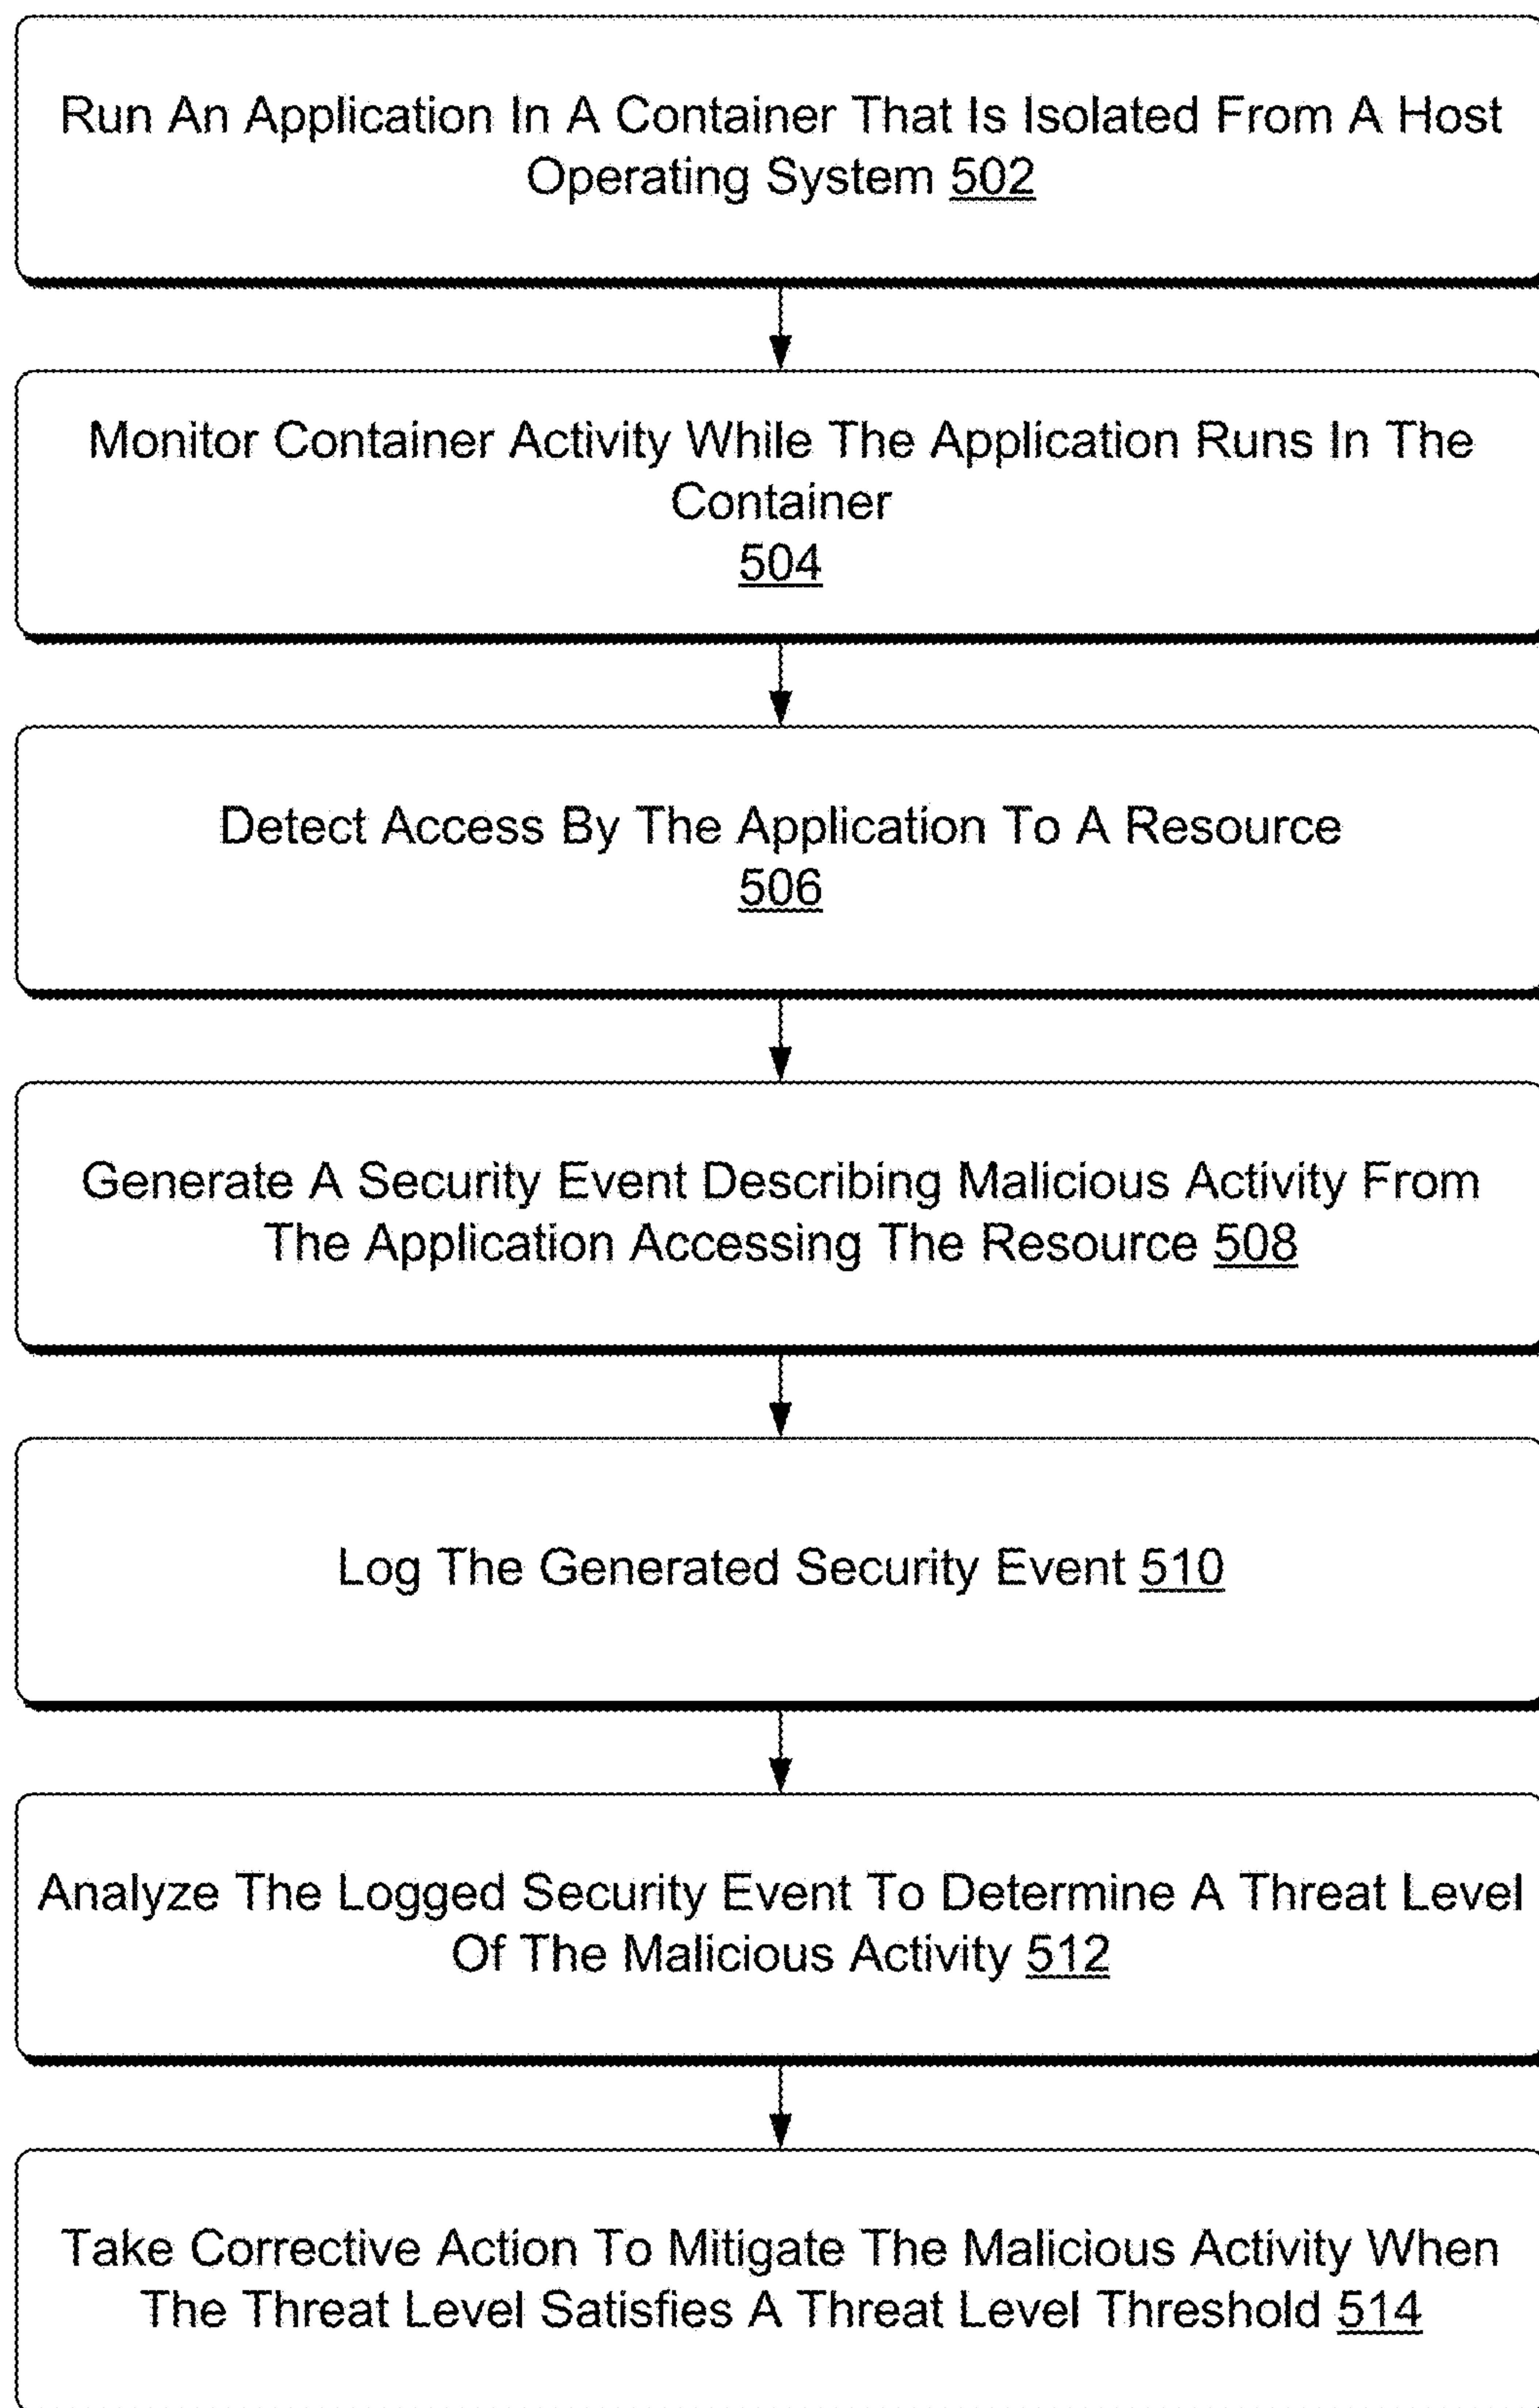 Run An Application In A Container That Is Isolated From A Host
Operating System 502
Monitor Container Activity While The Application Runs In The
Container
504
Detect Access By The Application To A Resource
506
Generate A Security Event Describing Malicious Activity From
The Application Accessing The Resource 508
Log The Generated Security Event 510
Analyze The Logged Security Event To Determine A Threat Level
Of The Malicious Activity 512
Take Corrective Action To Mitigate The Malicious Activity When
The Threat Level Satisfies A Threat Level Threshold 514